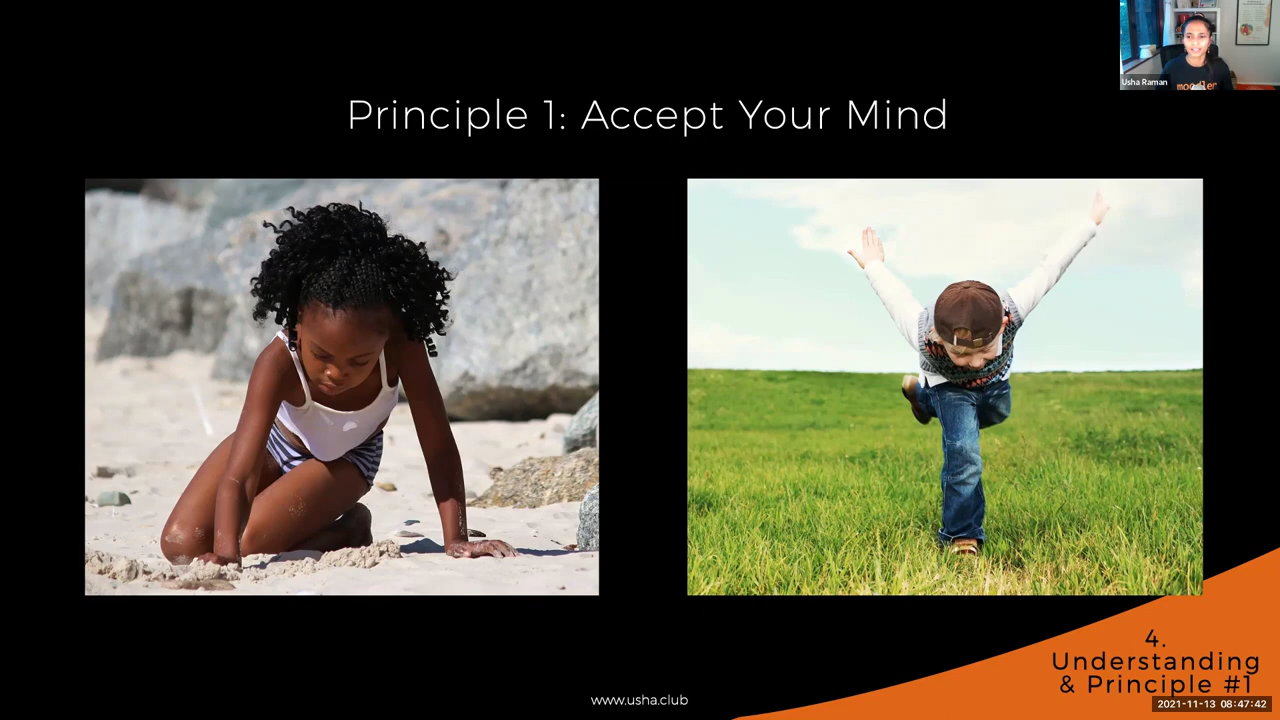 Usha Raman
moodler
Principle 1: Accept Your Mind
4.
Understanding
& Principle #1
www.usha.club
2021-11-13 08:47:42